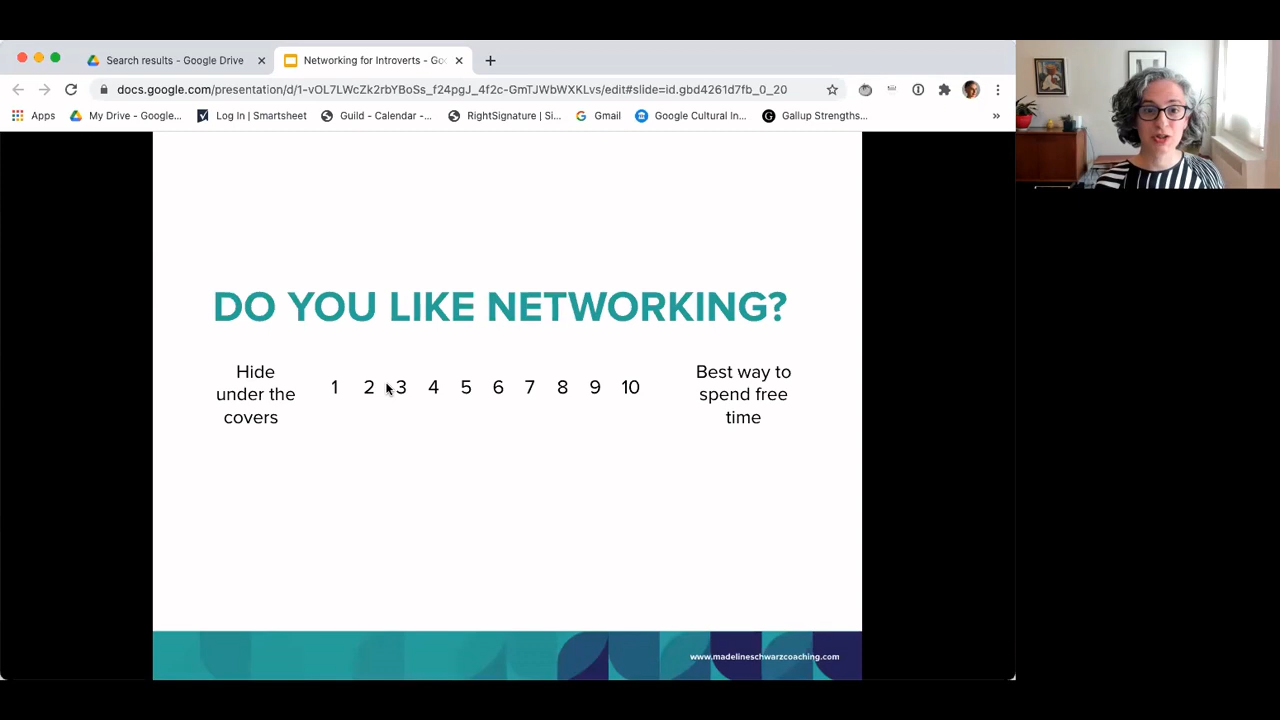 Search results - Google Drive
Networking for Introverts - Go
docs.google.com/presentation/d/1-vOL7LWcZk2rbYBoSs_f24pgJ_4f2c-GmTJWbWXKLvs/edit#slide=id.gbd4261d7fb_0_20
Apps My Drive - Google... Log In | Smartsheet Guild - Calendar -... RightSignature | Si... Gmail Google Cultural In... Gallup Strengths... »
DO YOU LIKE NETWORKING?
Hide
under the
covers
1 2 3 4 5 6 7 8 9 10
Best way to
spend free
time
www.madelineschwarzcoaching.com